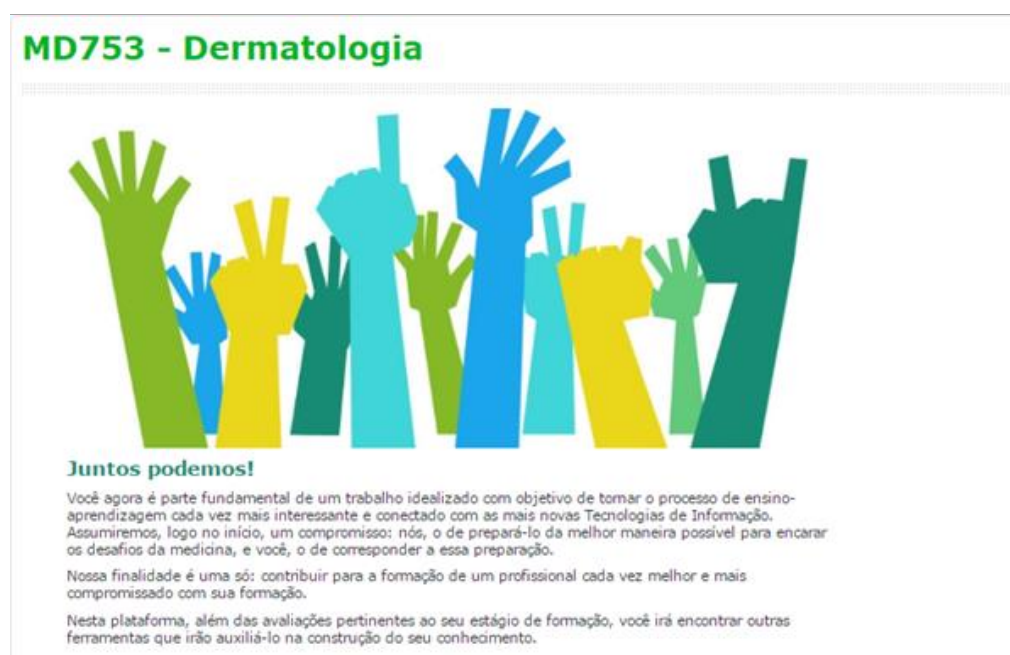 MD753 - Dermatologia
Juntos podemos!
Você agora é parte fundamental de um trabalho idealizado com objetivo de tornar o processo de ensino-
aprendizagem cada vez mais interessante e conectado com as mais novas Tecnologias de Informação.
Assumiremos, logo no início, um compromisso: nós, o de prepará-lo da melhor maneira possível para encarar
os desafios da medicina, e você, o de corresponder a essa preparação.
Nossa finalidade é uma só: contribuir para a formação de um profissional cada vez melhor e mais
compromissado com sua formação.
Nesta plataforma, além das avaliações pertinentes ao seu estágio de formação, você irá encontrar outras
ferramentas que irão auxiliá-lo na construção do seu conhecimento.